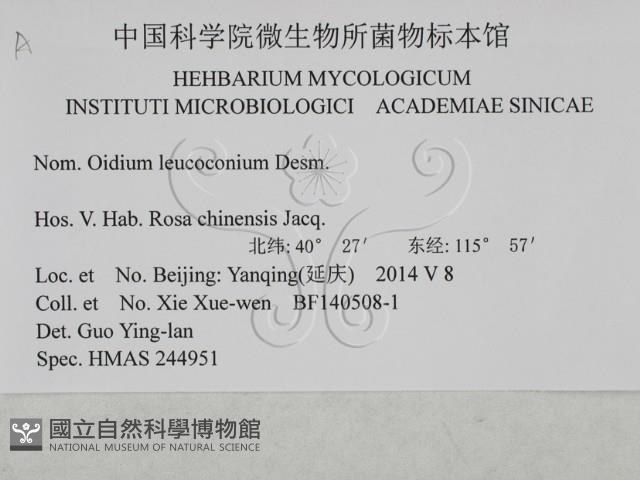 A
中国科学院微生物所菌物标本馆
HEHBARIUM MYCOLOGICUM
INSTITUTI MICROBIOLOGICI ACADEMIAE SINICAE
Nom. Oidium leucoconium Desm.
Hos. V. Hab. Rosa chinensis Jacq.
北纬: 40° 27′ 东经: 115° 57′
Loc. et No. Beijing: Yanqing(延庆) 2014 V 8
Coll. et No. Xie Xue-wen BF140508-1
Det. Guo Ying-lan
Spec. HMAS 244951
國立自然科學博物館
NATIONAL MUSEUM OF NATURAL SCIENCE